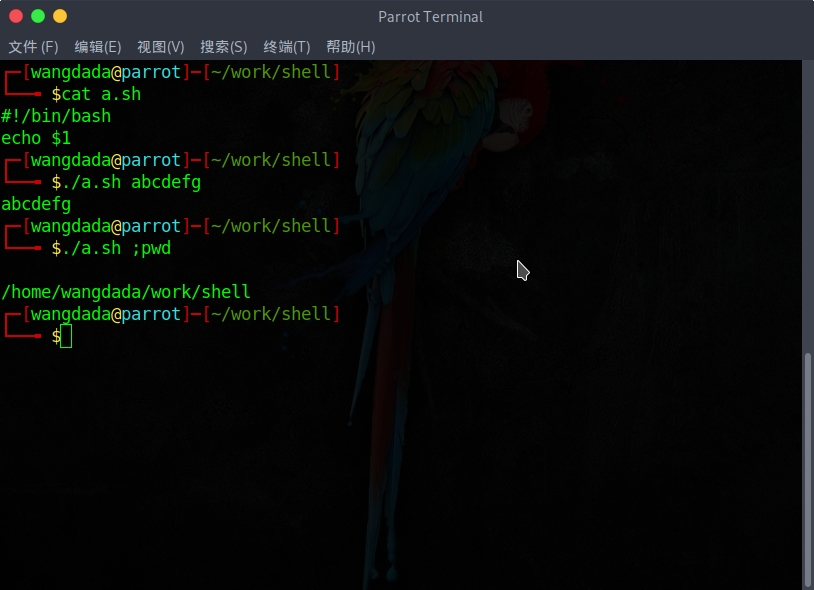 Parrot Terminal
文件 (F) 编辑(E) 视图(V) 搜索(S) 终端(T) 帮助(H)
┌─[wangdada@parrot]─[~/work/shell]
└──╼ $cat a.sh
#!/bin/bash
echo $1
┌─[wangdada@parrot]─[~/work/shell]
└──╼ $./a.sh abcdefg
abcdefg
┌─[wangdada@parrot]─[~/work/shell]
└──╼ $./a.sh ;pwd
/home/wangdada/work/shell
┌─[wangdada@parrot]─[~/work/shell]
└──╼ $